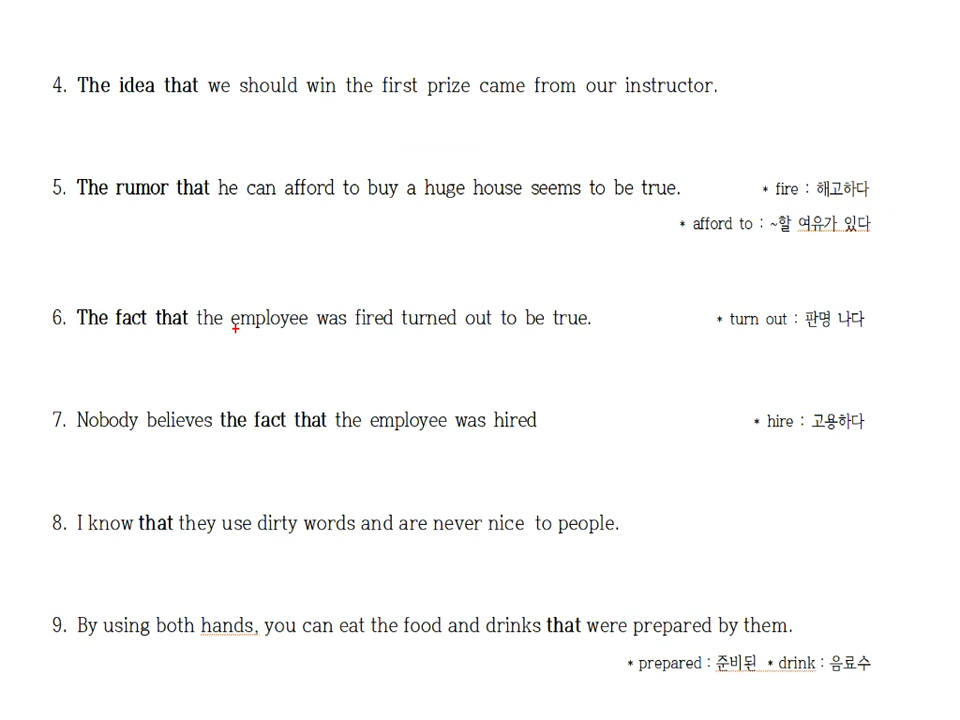 4. The idea that we should win the first prize came from our instructor.
5. The rumor that he can afford to buy a huge house seems to be true. * fire : 해고하다
* afford to : ~할 여유가 있다
6. The fact that the employee was fired turned out to be true. * turn out : 판명 나다
7. Nobody believes the fact that the employee was hired * hire : 고용하다
8. I know that they use dirty words and are never nice to people.
9. By using both hands, you can eat the food and drinks that were prepared by them.
* prepared : 준비된 * drink : 음료수